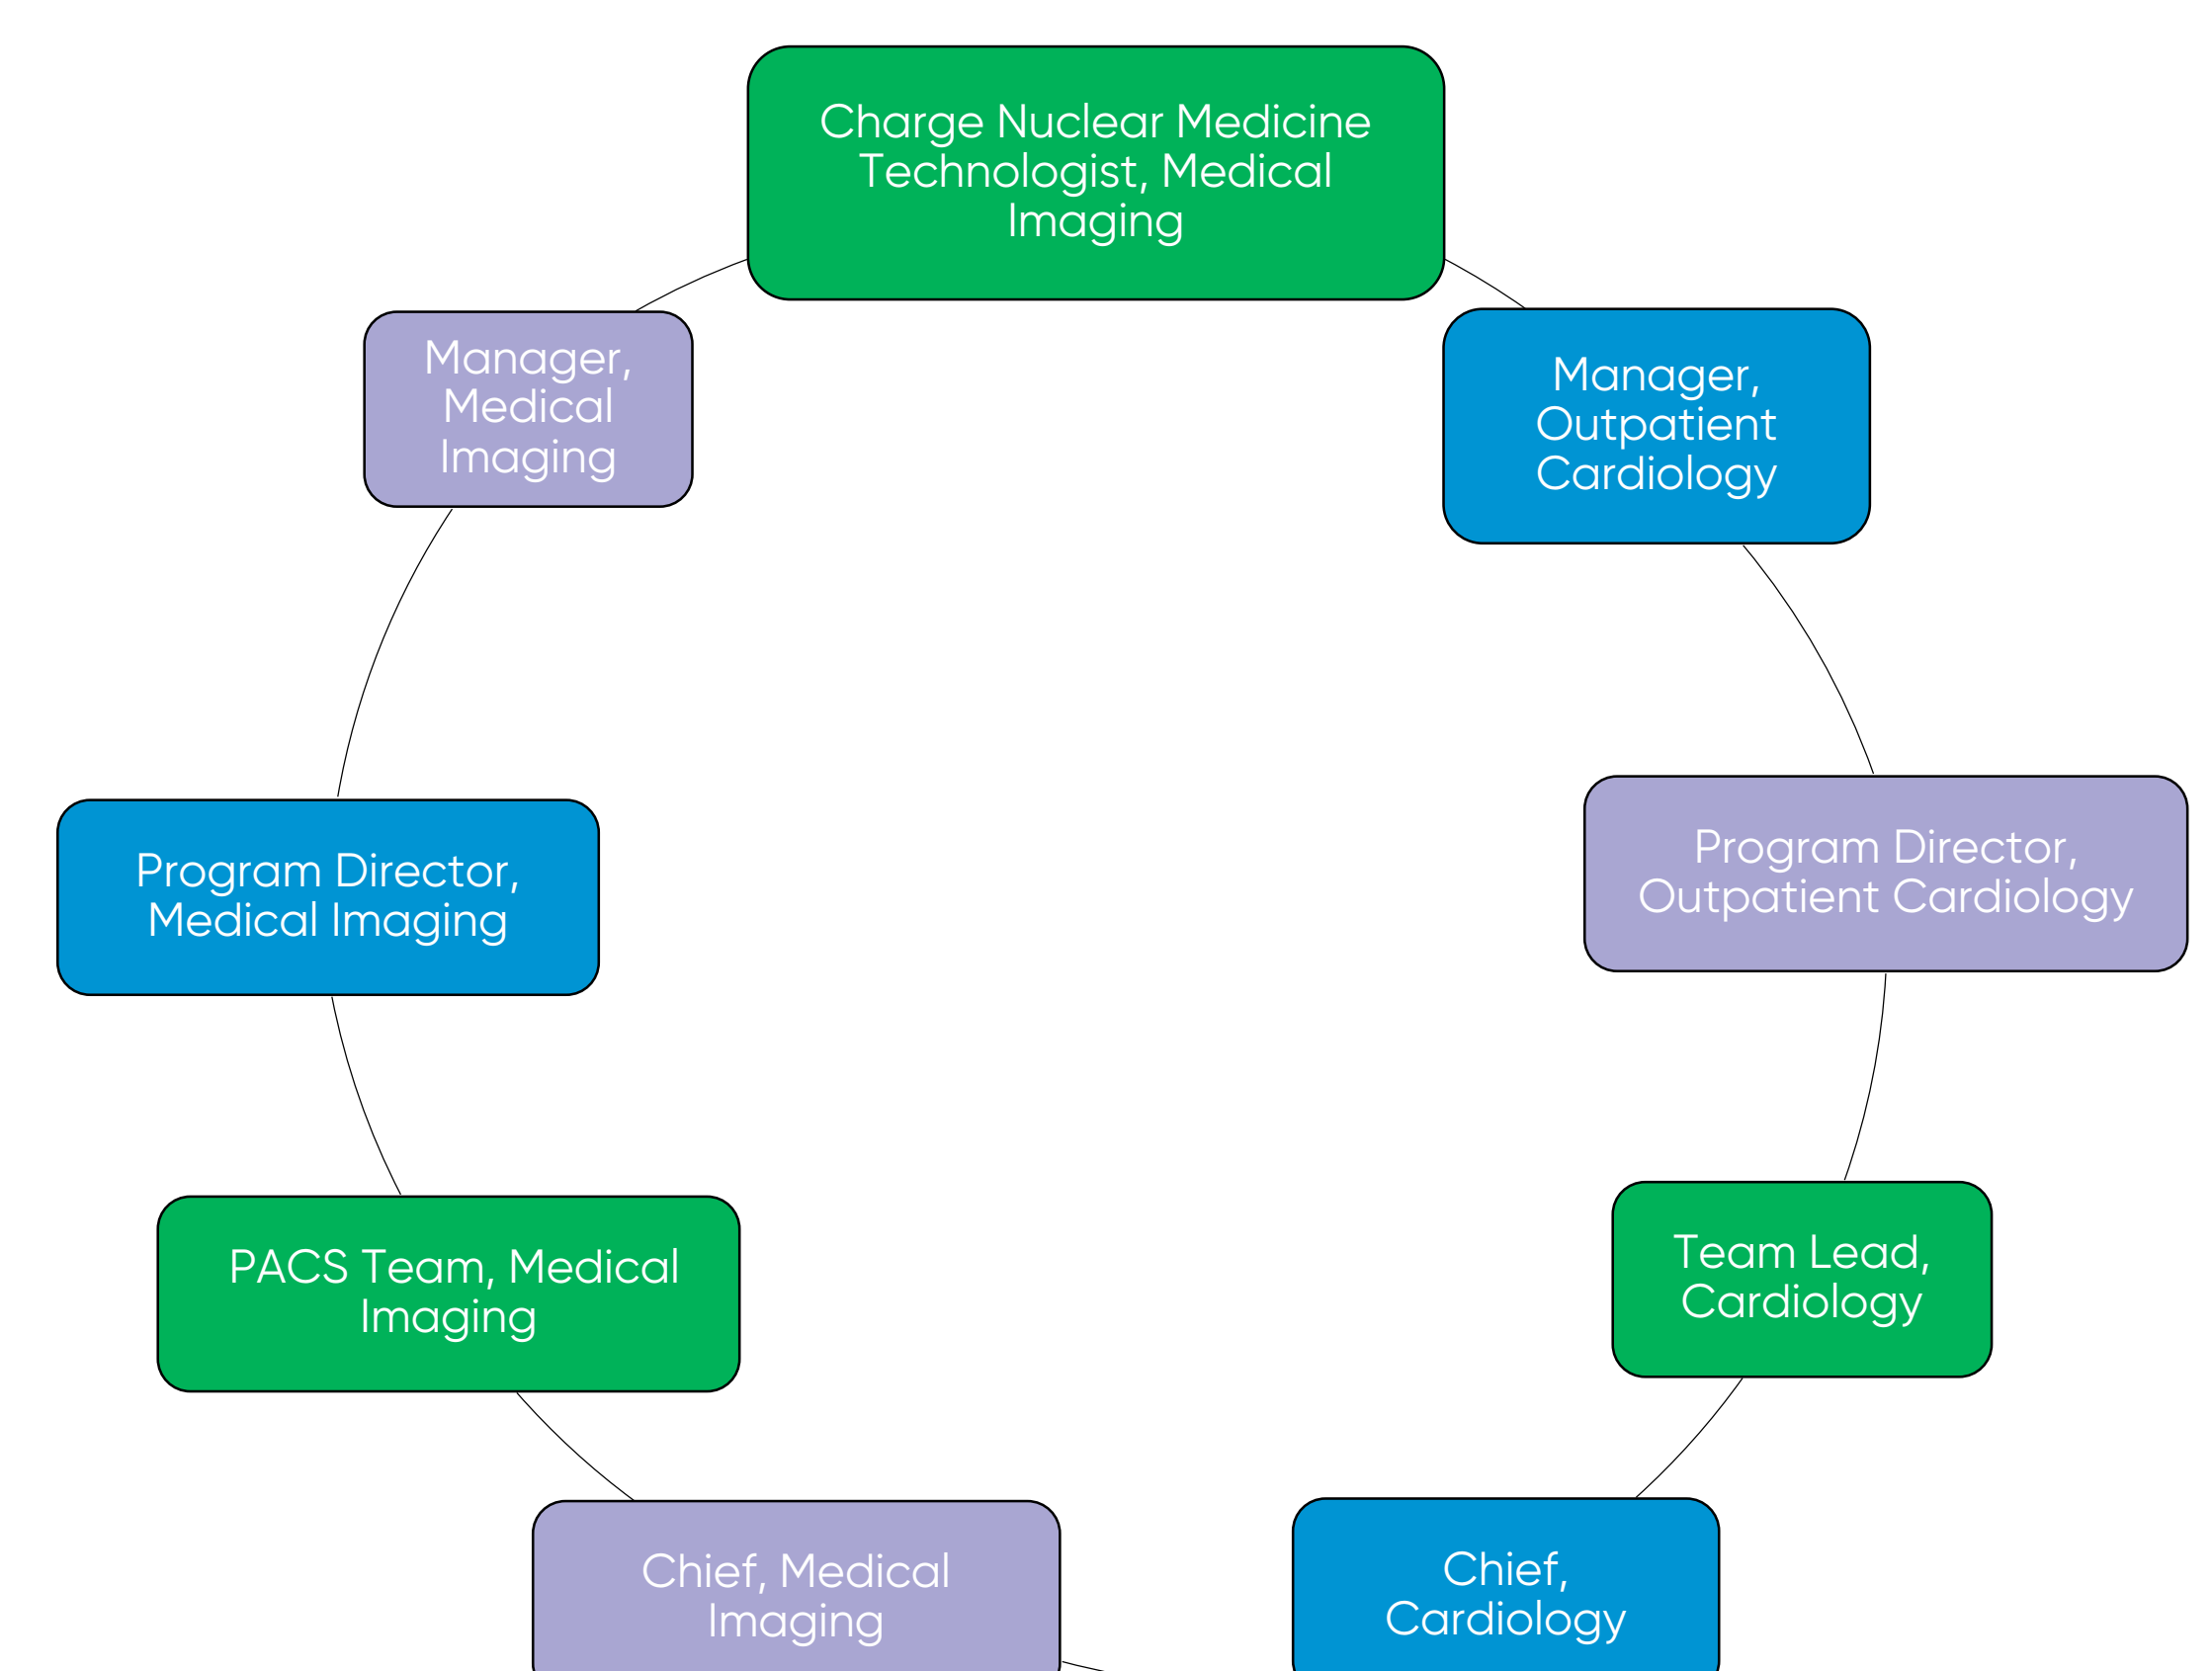 Charge Nuclear Medicine
Technologist, Medical
Imaging
Manager,
Medical
Imaging
Manager,
Outpatient
Cardiology
Program Director,
Medical Imaging
Program Director,
Outpatient Cardiology
PACS Team, Medical
Imaging
Team Lead,
Cardiology
Chief, Medical
Imaging
Chief,
Cardiology